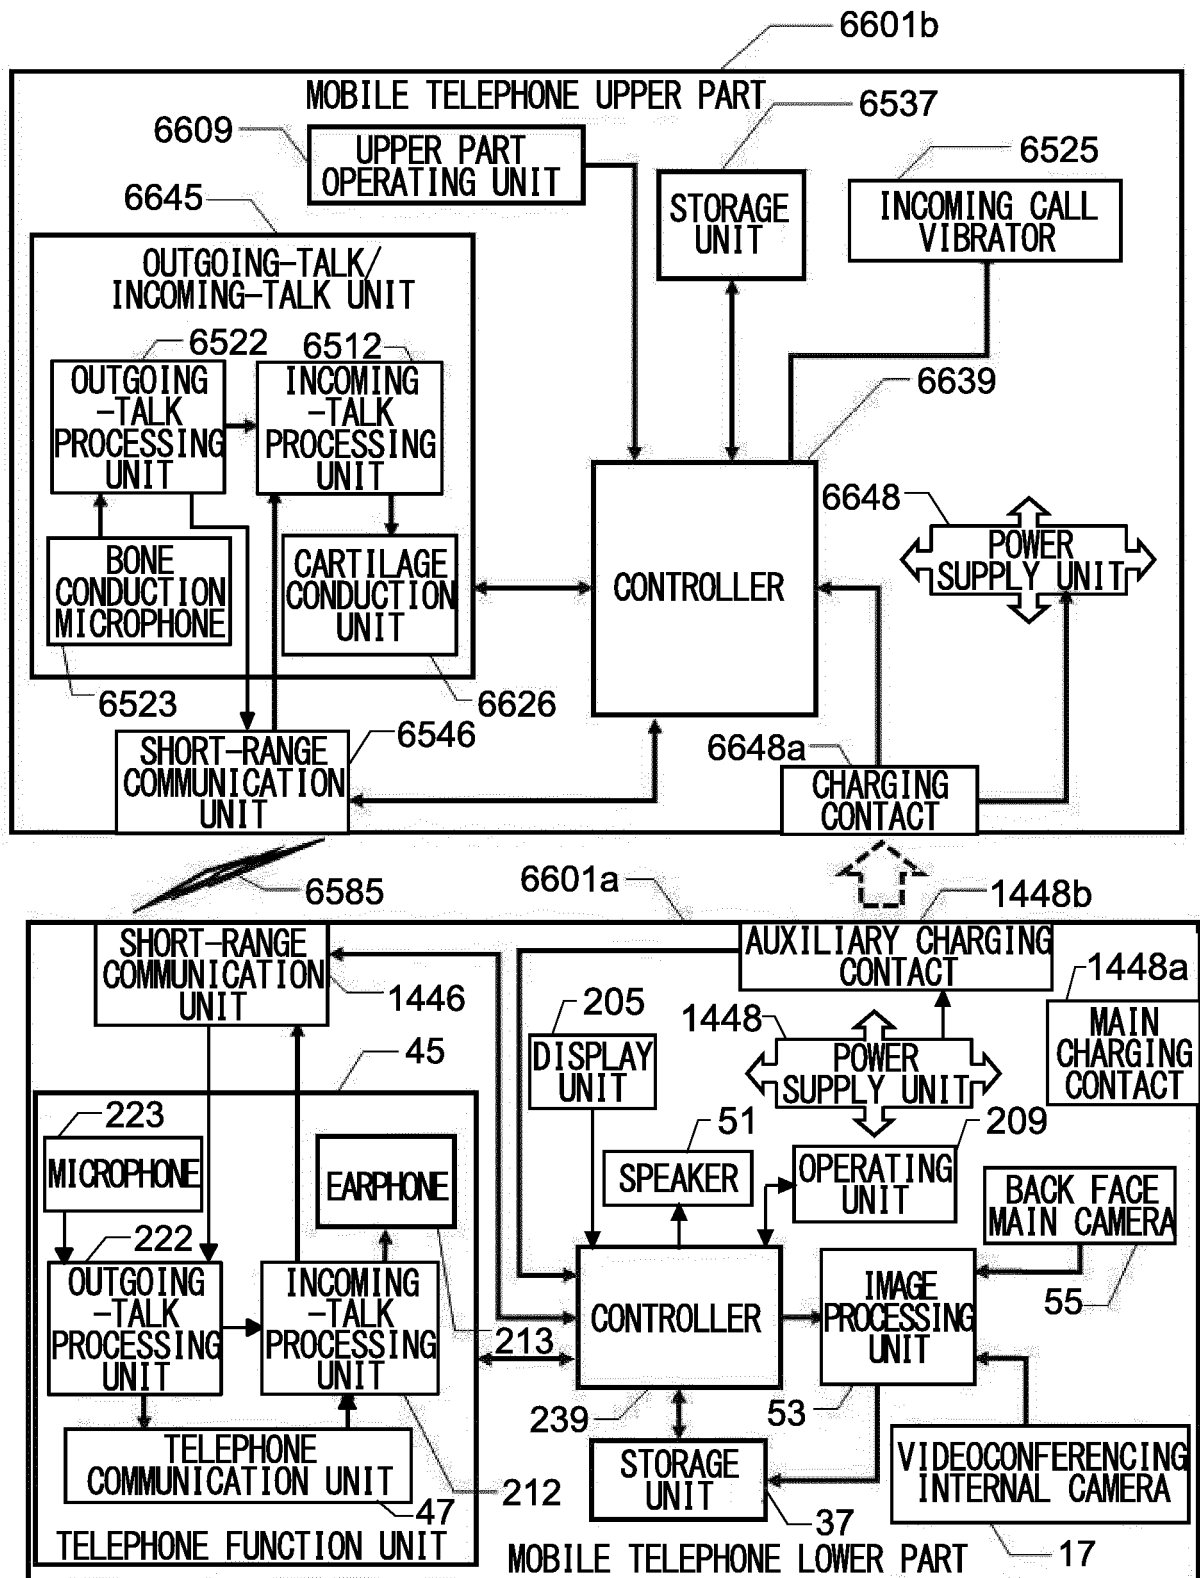 6601b
MOBILE TELEPHONE UPPER PART
6609
UPPER PART
OPERATING UNIT
6537
STORAGE
UNIT
6525
INCOMING CALL
VIBRATOR
6645
OUTGOING-TALK/
INCOMING-TALK UNIT
6522
OUTGOING
-TALK
PROCESSING
UNIT
6512
INCOMING
-TALK
PROCESSING
UNIT
6639
CONTROLLER
6648
POWER
SUPPLY UNIT
BONE
CONDUCTION
MICROPHONE
6523
CARTILAGE
CONDUCTION
UNIT
6626
SHORT-RANGE
COMMUNICATION
UNIT
6546
6648a
CHARGING
CONTACT
6585
6601a
1448b
SHORT-RANGE
COMMUNICATION
UNIT
1446
AUXILIARY CHARGING
CONTACT
1448a
MAIN
CHARGING
CONTACT
205
DISPLAY
UNIT
1448
POWER
SUPPLY UNIT
45
223
MICROPHONE
EARPHONE
213
51
SPEAKER
209
OPERATING
UNIT
BACK FACE
MAIN CAMERA
55
222
OUTGOING
-TALK
PROCESSING
UNIT
INCOMING
-TALK
PROCESSING
UNIT
212
CONTROLLER
239
IMAGE
PROCESSING
UNIT
53
TELEPHONE
COMMUNICATION UNIT
47
STORAGE
UNIT
37
VIDEOCONFERENCING
INTERNAL CAMERA
17
TELEPHONE FUNCTION UNIT
MOBILE TELEPHONE LOWER PART